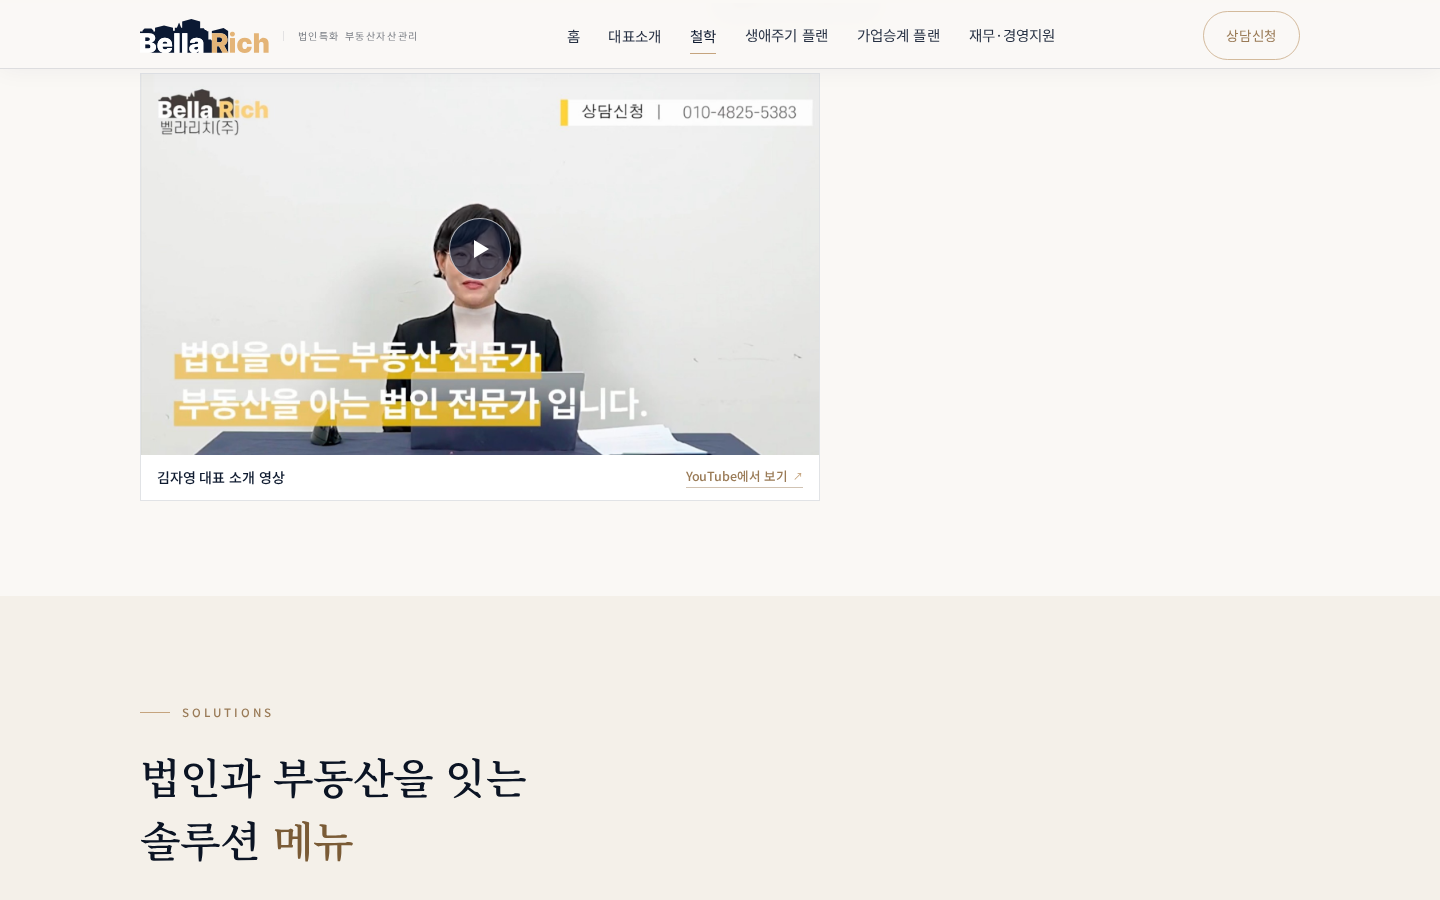 Bella Rich
법인특화 부동산자산관리
홈
대표소개
철학
생애주기 플랜
가업승계 플랜
재무·경영지원
상담신청
Bella Rich
벨라리치(주)
상담신청 | 010-4825-5383
법인을 아는 부동산 전문가
부동산을 아는 법인 전문가 입니다.
김자영 대표 소개 영상
YouTube에서 보기 ↗
SOLUTIONS
법인과 부동산을 잇는
솔루션 메뉴